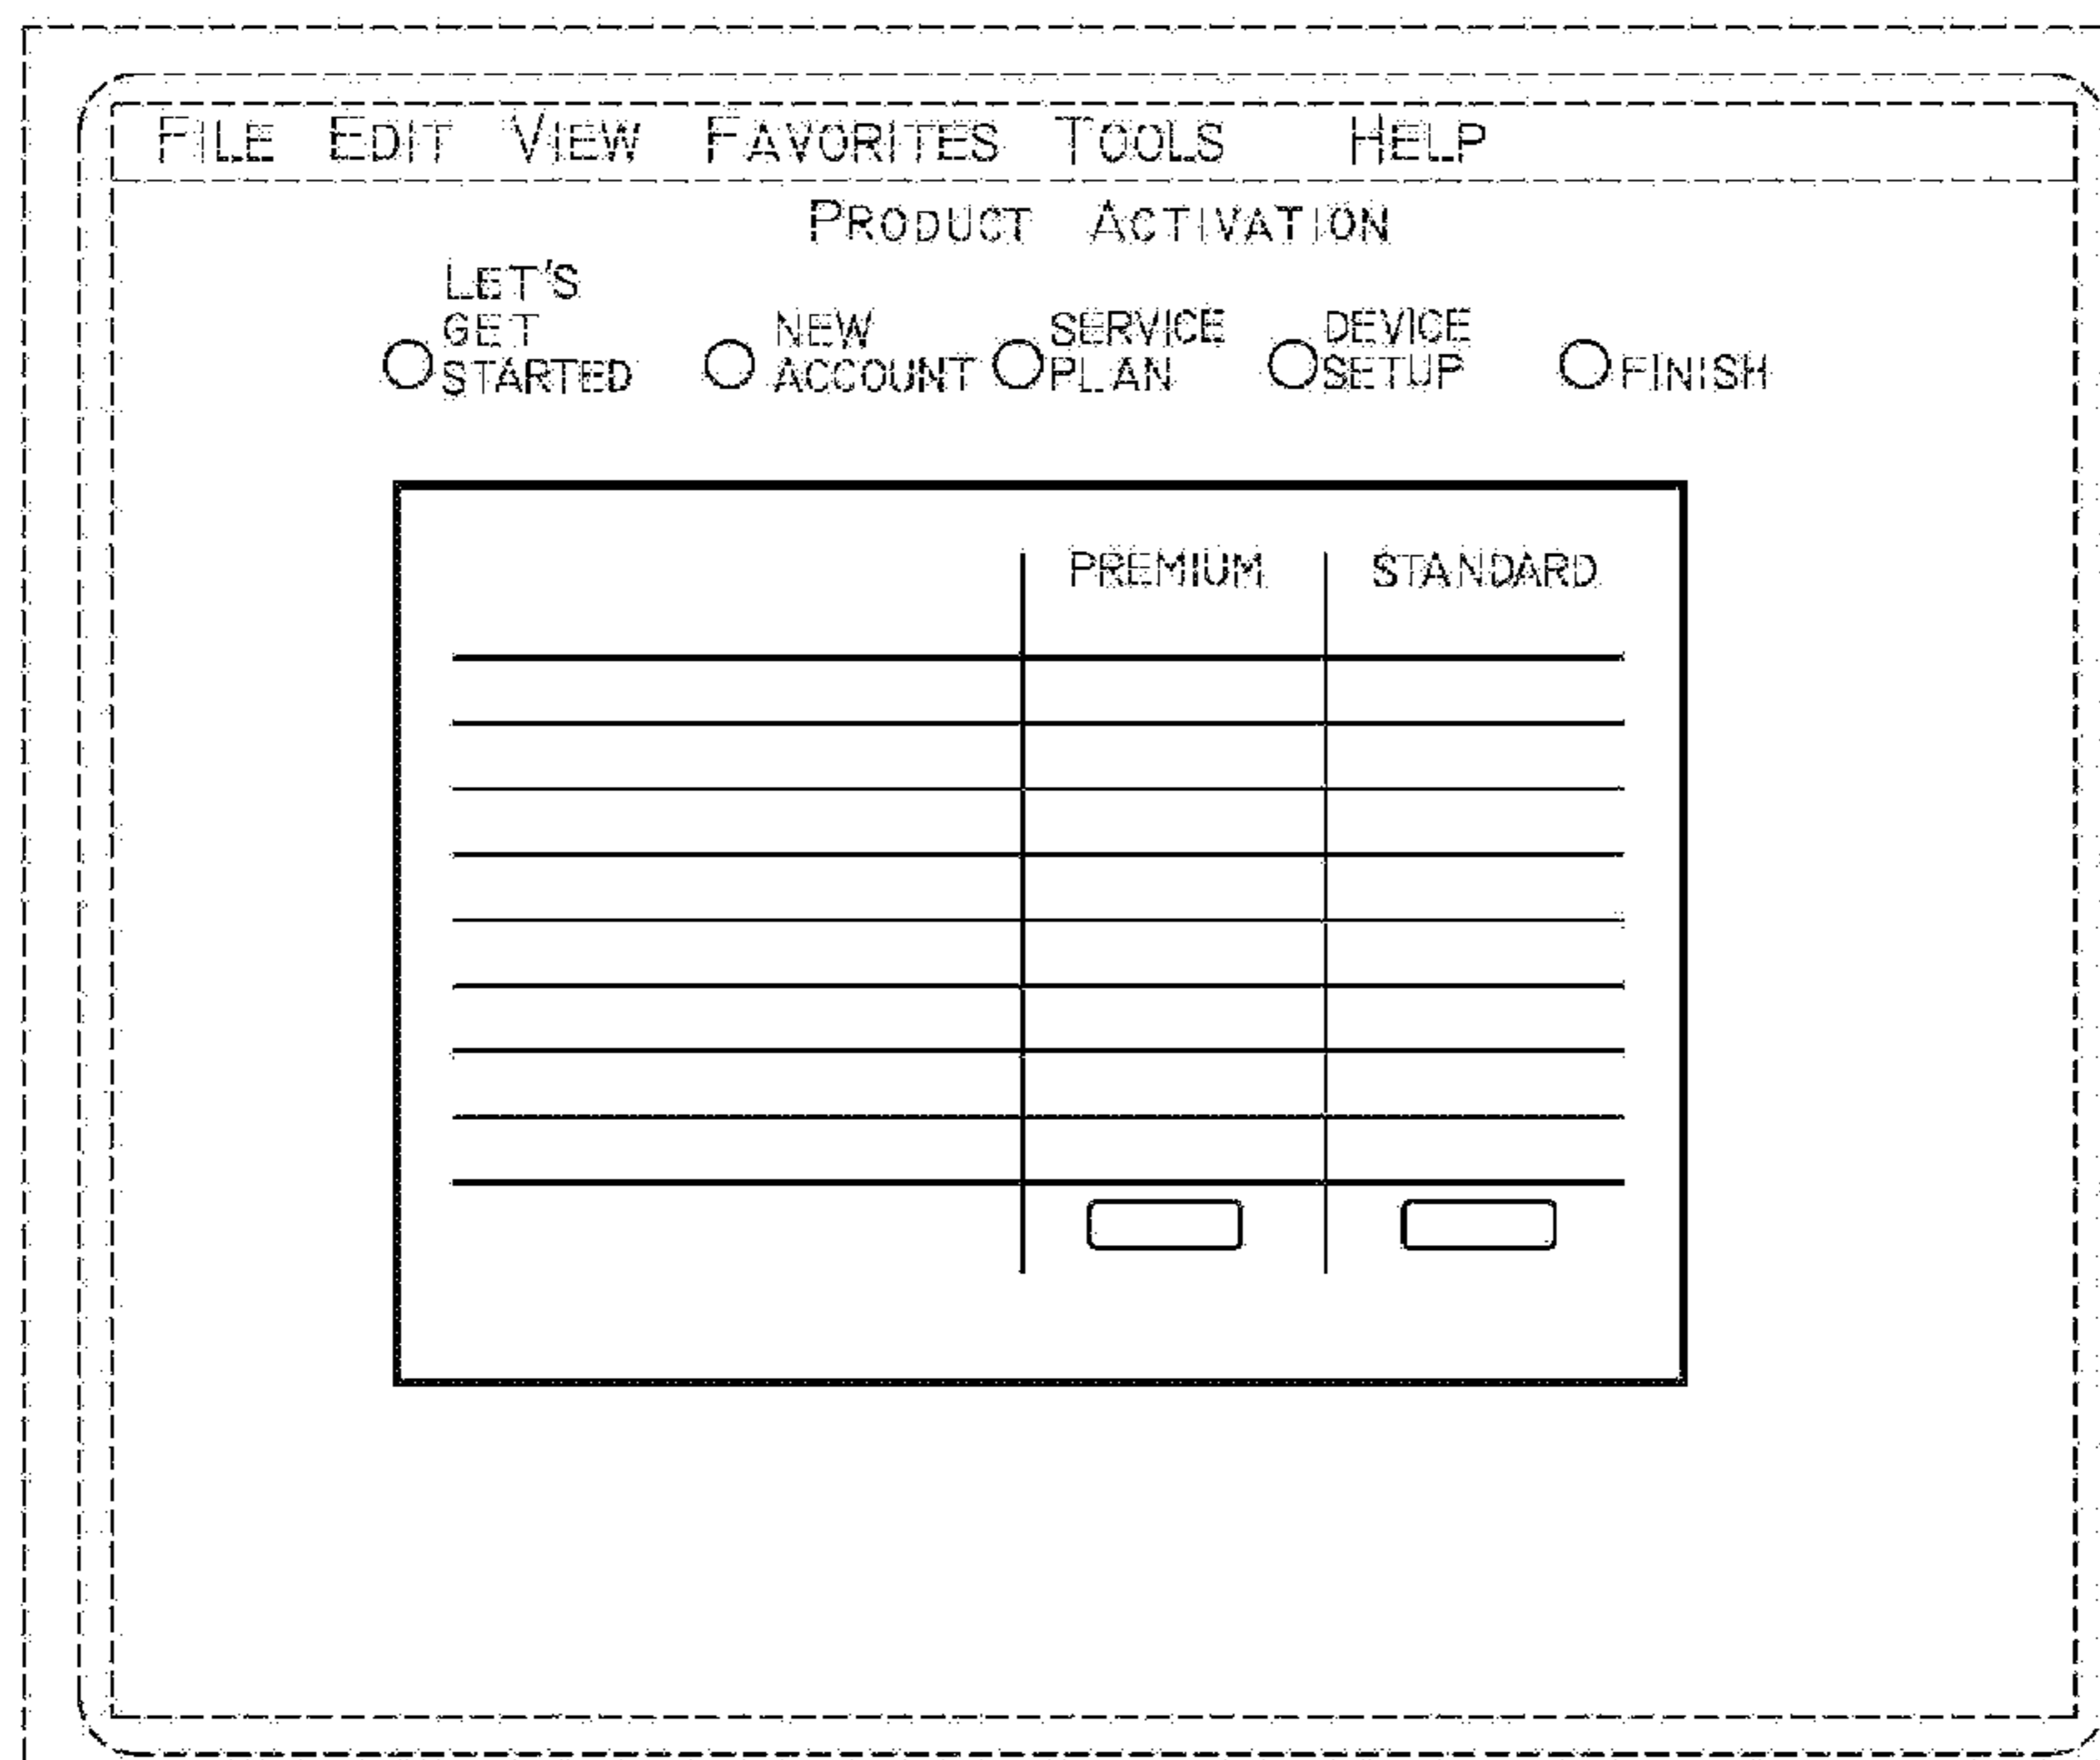 FILE EDIT VIEW FAVORITES TOOLS HELP
PRODUCT ACTIVATION
LET'S
GET
STARTED
NEW
ACCOUNT
SERVICE
PLAN
DEVICE
SETUP
FINISH
PREMIUM STANDARD